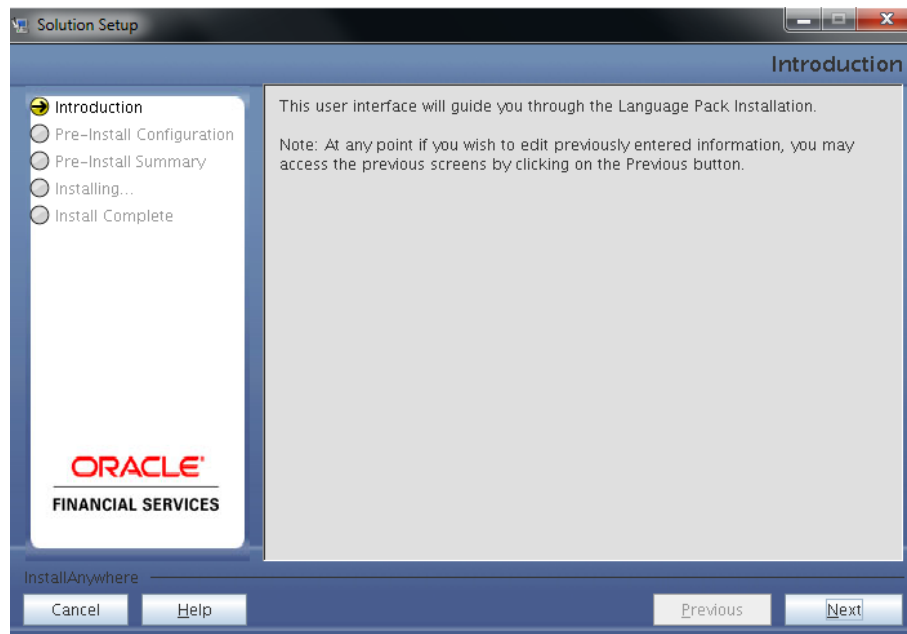 Solution Setup
Introduction
Introduction
Pre-Install Configuration
Pre-Install Summary
Installing...
Install Complete
This user interface will guide you through the Language Pack Installation.
Note: At any point if you wish to edit previously entered information, you may
access the previous screens by clicking on the Previous button.
ORACLE'
FINANCIAL SERVICES
InstallAnywhere
Cancel
Help
Previous
Next